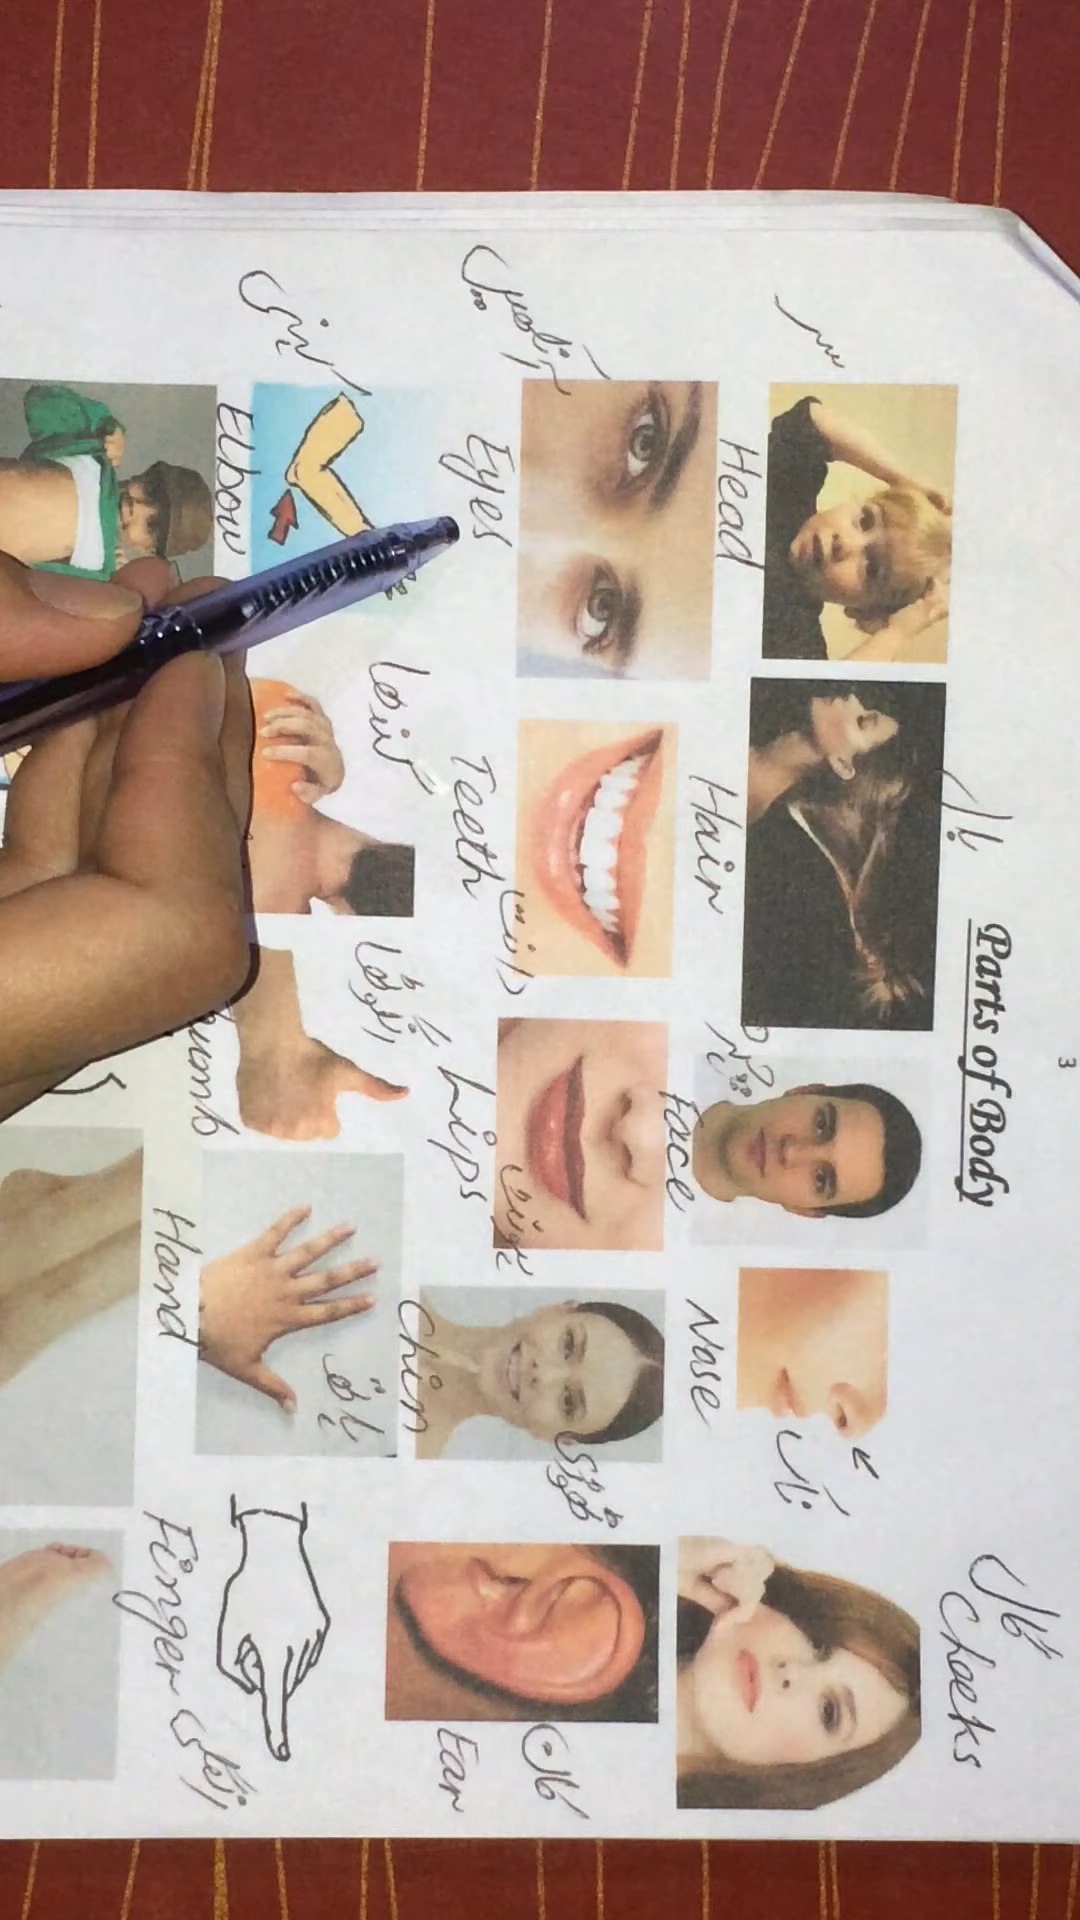 3
Parts of Body
سر
Head
بال
Hair
چہرہ
Face
ناک
Nose
گال
Cheeks
آنکھیں
Eyes
دانت
Teeth
ہونٹ
Lips
ٹھوڑی
Chin
کان
Ear
کہنی
Elbow
کندھا
انگوٹھا
humb
ہاتھ
Hand
انگلی
Finger